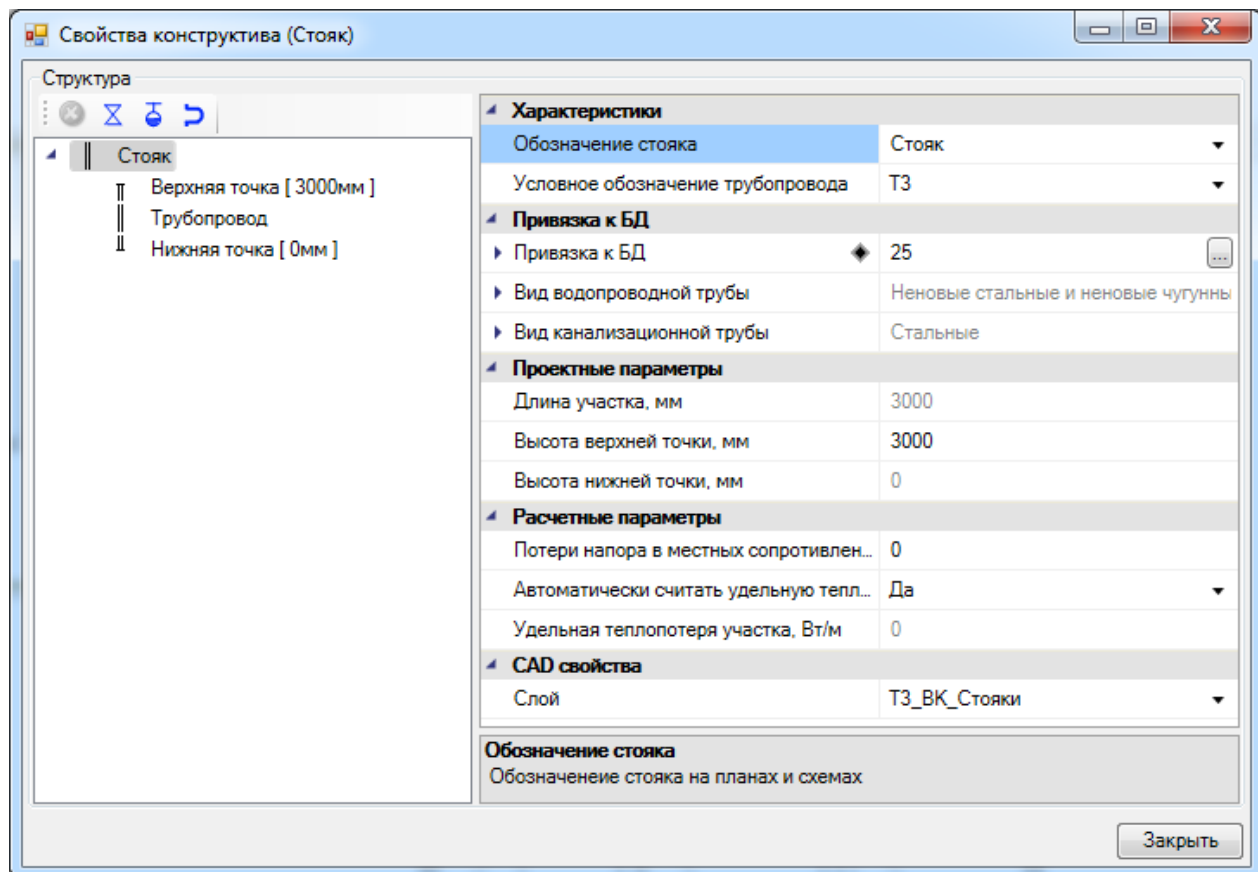 Свойства конструктива (Стояк)
Структура
Стояк
Верхняя точка [ 3000мм ]
Трубопровод
Нижняя точка [ 0мм ]
Характеристики
Обозначение стояка Стояк
Условное обозначение трубопровода Т3
Привязка к БД
Привязка к БД 25 ...
Вид водопроводной трубы Неновые стальные и неновые чугунны
Вид канализационной трубы Стальные
Проектные параметры
Длина участка, мм 3000
Высота верхней точки, мм 3000
Высота нижней точки, мм 0
Расчетные параметры
Потери напора в местных сопротивлен... 0
Автоматически считать удельную тепл... Да
Удельная теплопотеря участка, Вт/м 0
CAD свойства
Слой Т3_ВК_Стояки
Обозначение стояка
Обозначенеие стояка на планах и схемах
Закрыть